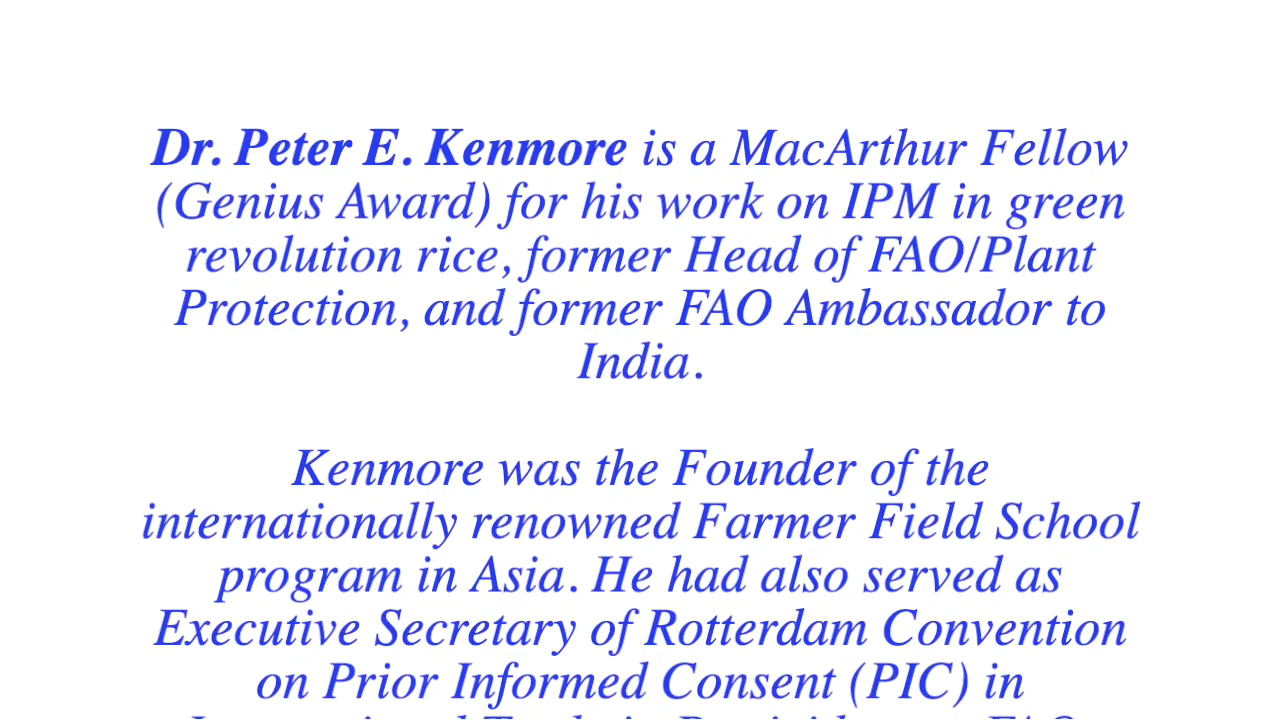 Dr. Peter E. Kenmore is a MacArthur Fellow
(Genius Award) for his work on IPM in green
revolution rice, former Head of FAO/Plant
Protection, and former FAO Ambassador to
India.
Kenmore was the Founder of the
internationally renowned Farmer Field School
program in Asia. He had also served as
Executive Secretary of Rotterdam Convention
on Prior Informed Consent (PIC) in